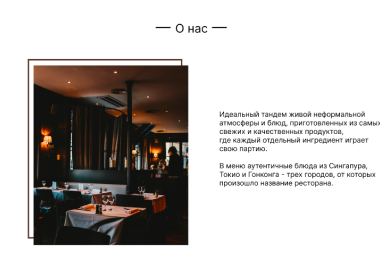 О нас
Идеальный тандем живой неформальной
атмосферы и блюд, приготовленных из самых
свежих и качественных продуктов,
где каждый отдельный ингредиент играет
свою партию.
В меню аутентичные блюда из Сингапура,
Токио и Гонконга - трех городов, от которых
произошло название ресторана.